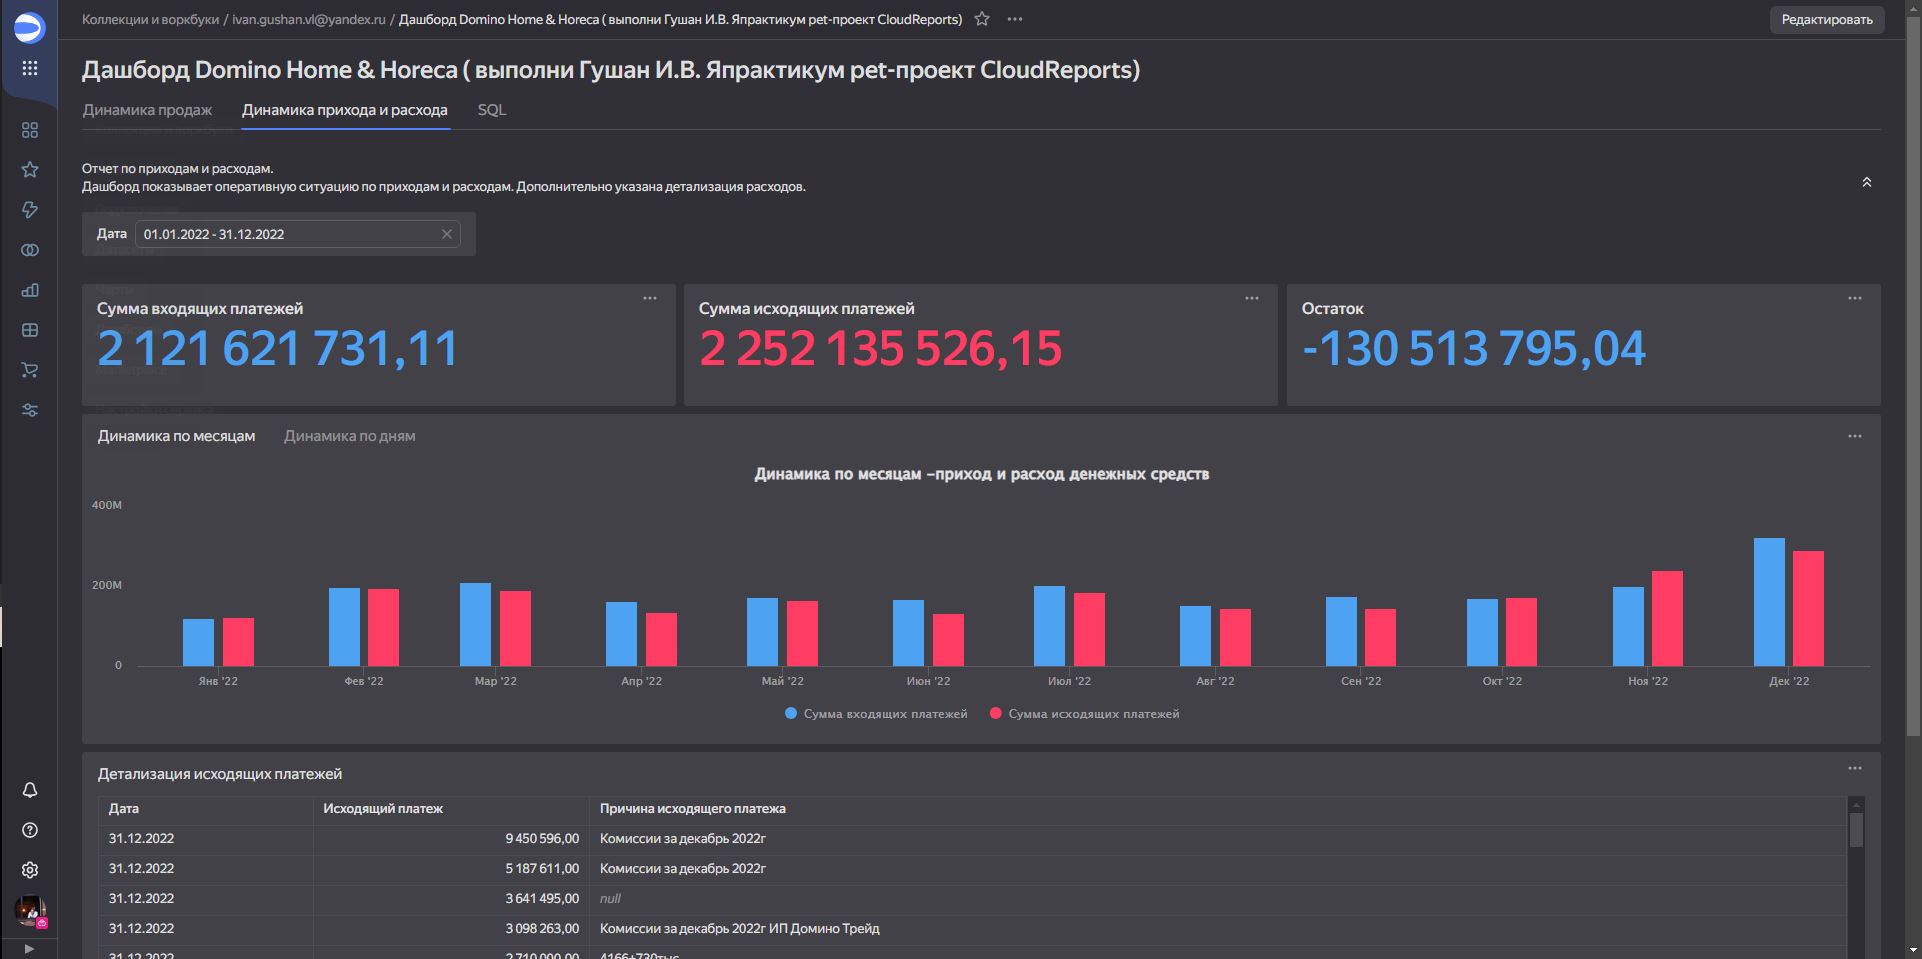 Коллекции и воркбуки / ivan.gushan.vl@yandex.ru / Дашборд Domino Home & Horeca ( выполни Гушан И.В. Япрактикум pet-проект CloudReports)
Редактировать
Дашборд Domino Home & Horeca ( выполни Гушан И.В. Япрактикум pet-проект CloudReports)
Динамика продаж Динамика прихода и расхода SQL
Отчет по приходам и расходам.
Дашборд показывает оперативную ситуацию по приходам и расходам. Дополнительно указана детализация расходов.
Дата 01.01.2022 - 31.12.2022
Сумма входящих платежей
2 121 621 731,11
Сумма исходящих платежей
2 252 135 526,15
Остаток
-130 513 795,04
Динамика по месяцам Динамика по дням
Динамика по месяцам –приход и расход денежных средств
400M
200M
0
Янв '22 Фев '22 Мар '22 Апр '22 Май '22 Июн '22 Июл '22 Авг '22 Сен '22 Окт '22 Ноя '22 Дек '22
Сумма входящих платежей Сумма исходящих платежей
Детализация исходящих платежей
Дата Исходящий платеж Причина исходящего платежа
31.12.2022 9 450 596,00 Комиссии за декабрь 2022г
31.12.2022 5 187 611,00 Комиссии за декабрь 2022г
31.12.2022 3 641 495,00 null
31.12.2022 3 098 263,00 Комиссии за декабрь 2022г ИП Домино Трейд
31.12.2022 2 710 000,00 4166+730тыс